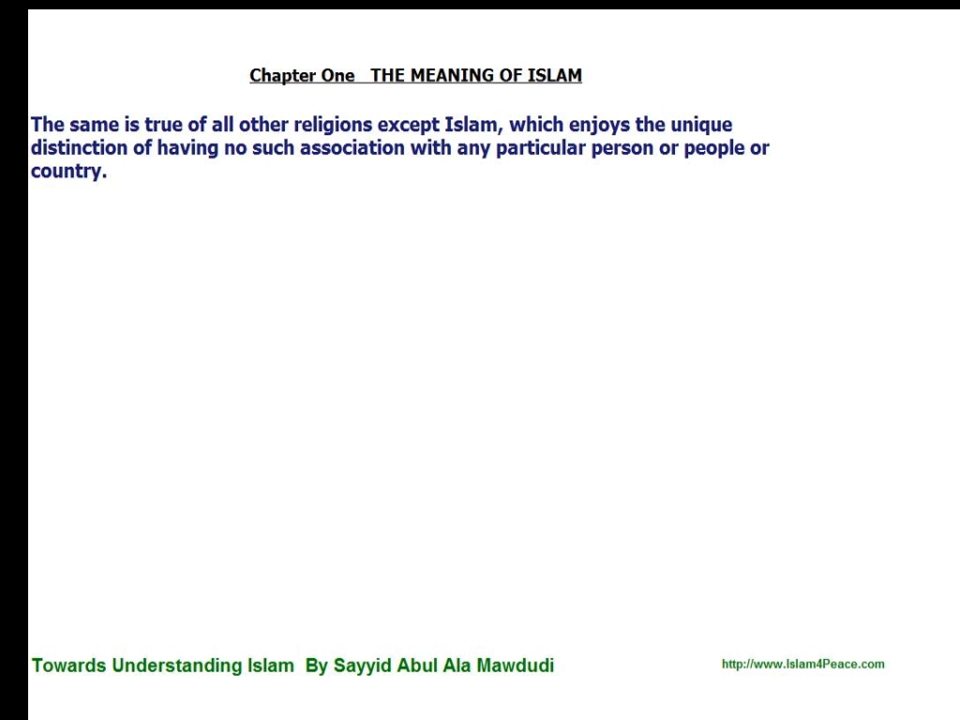 Chapter One   THE MEANING OF ISLAM
The same is true of all other religions except Islam, which enjoys the unique
distinction of having no such association with any particular person or people or
country.
Towards Understanding Islam  By Sayyid Abul Ala Mawdudi
http://www.Islam4Peace.com